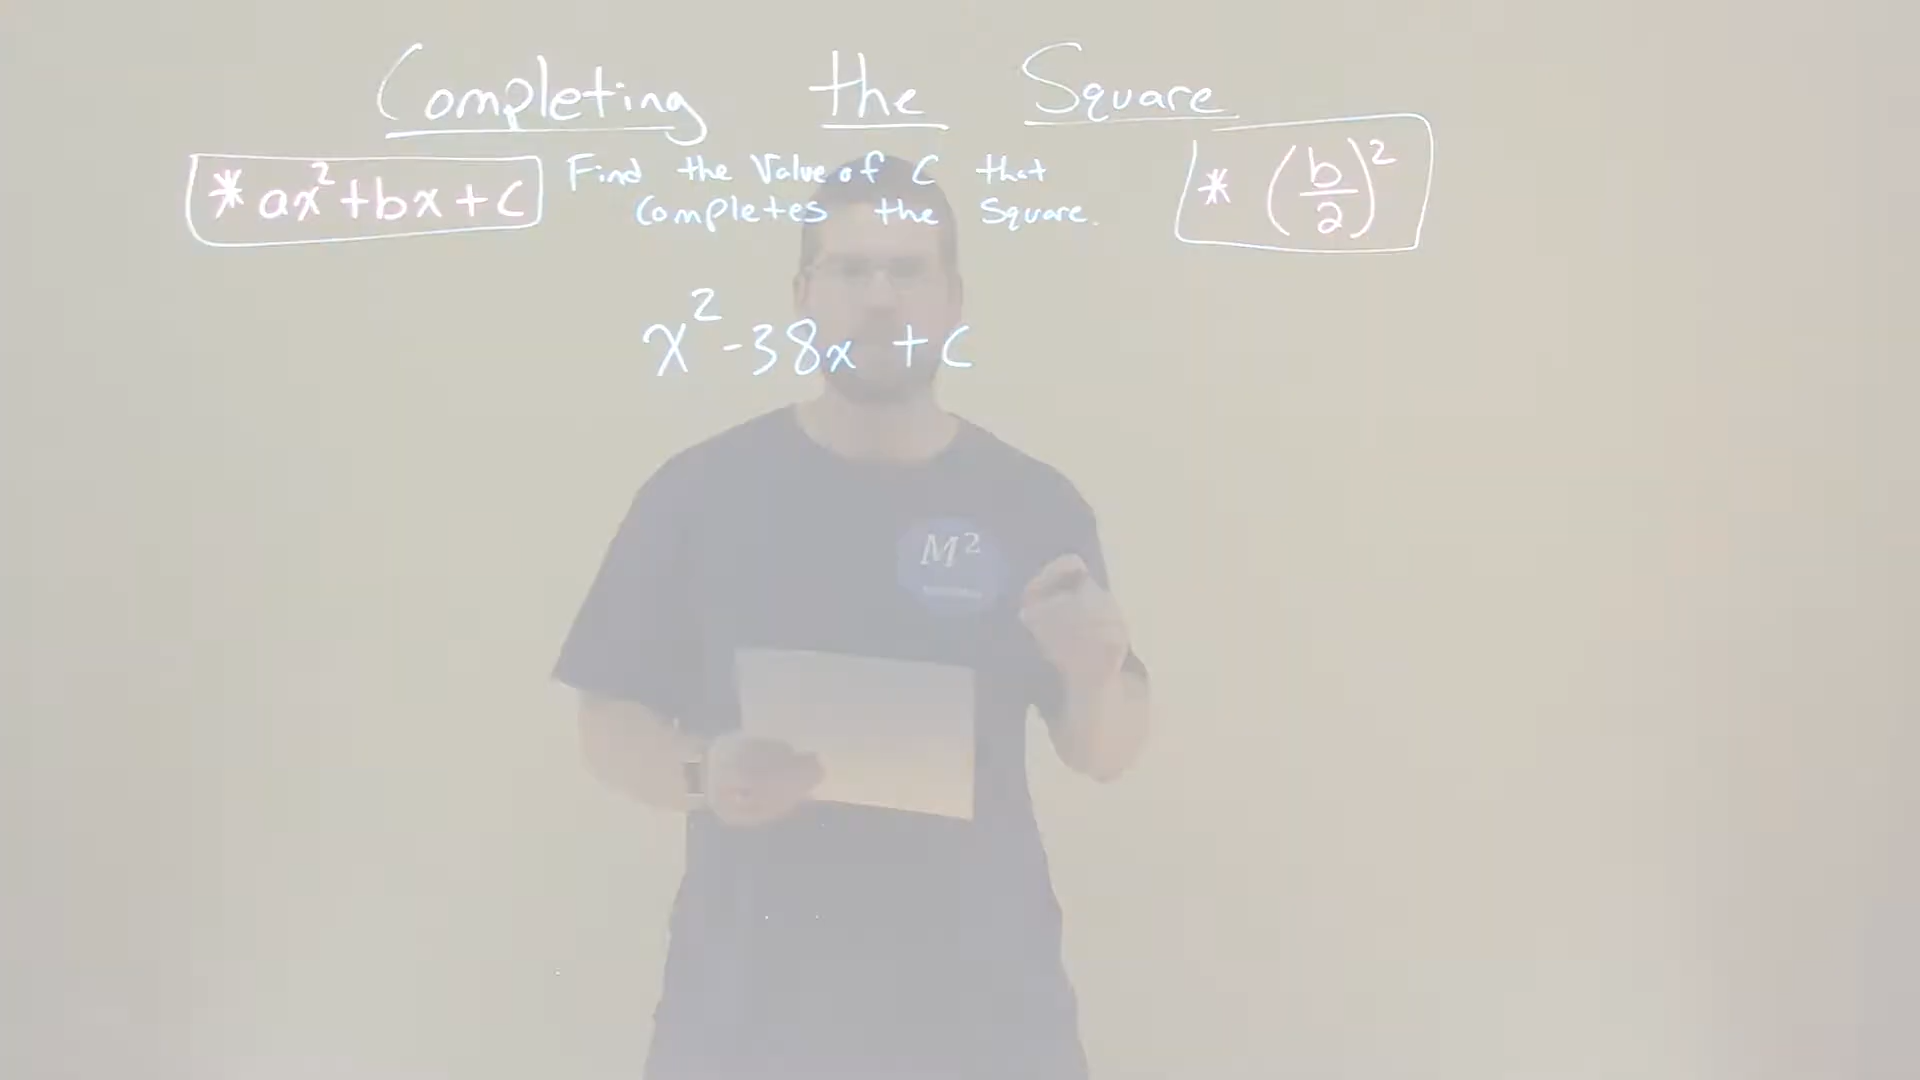 Completing the Square
* ax²+bx+c
Find the Value of C that
Completes the Square.
* (b/2)²
x²-38x +c
M²